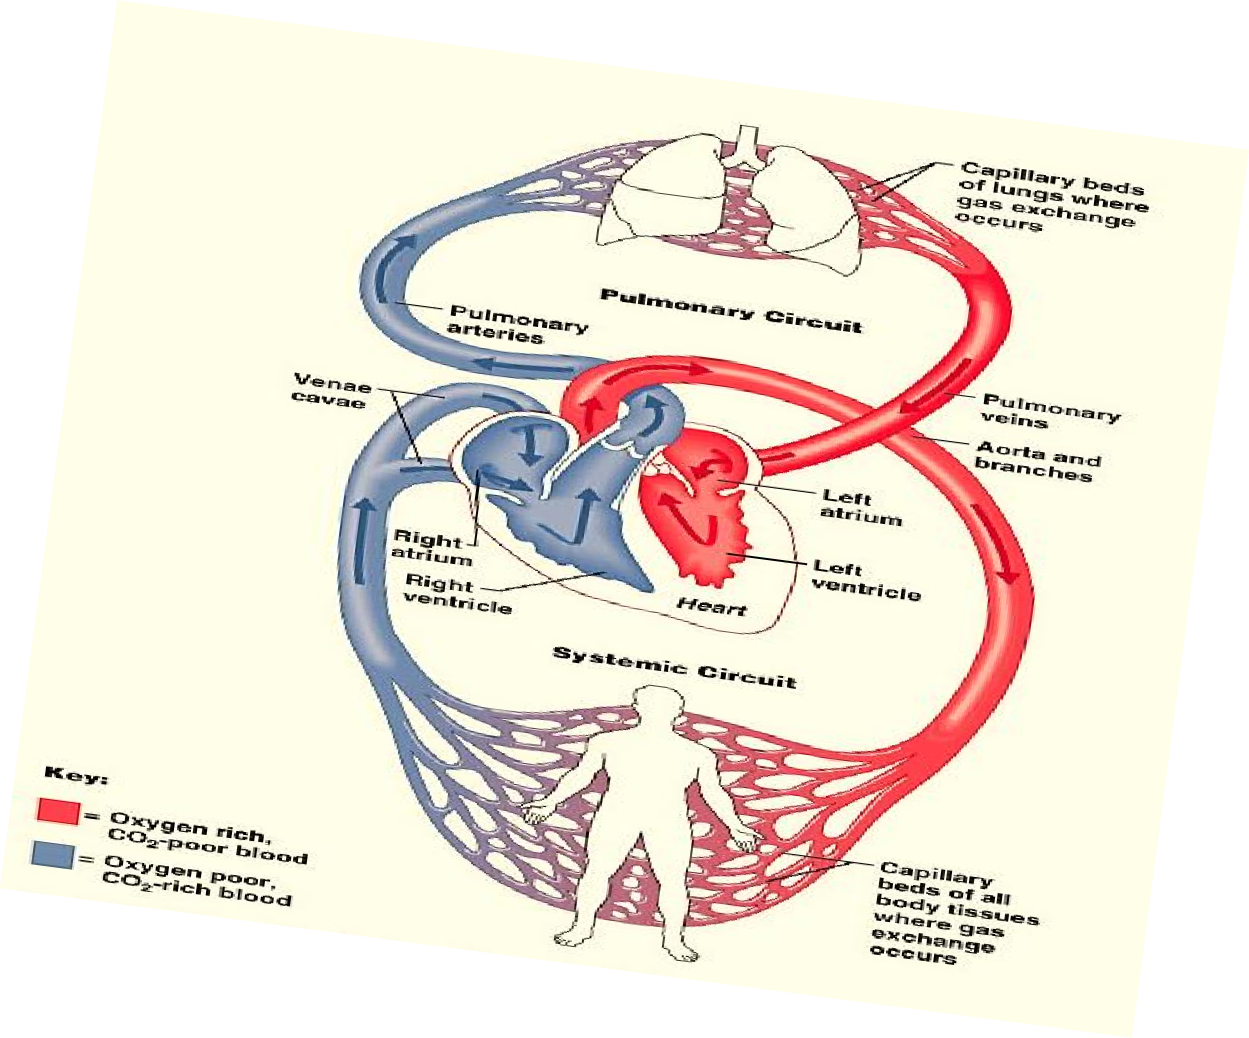 Capillary beds
of lungs where
gas exchange
occurs
Pulmonary Circuit
Pulmonary
arteries
Venae
cavae
Pulmonary
veins
Aorta and
branches
Left
atrium
Right
atrium
Left
ventricle
Right
ventricle
Heart
Systemic Circuit
Key:
= Oxygen rich,
CO₂-poor blood
= Oxygen poor,
CO₂-rich blood
Capillary
beds of all
body tissues
where gas
exchange
occurs